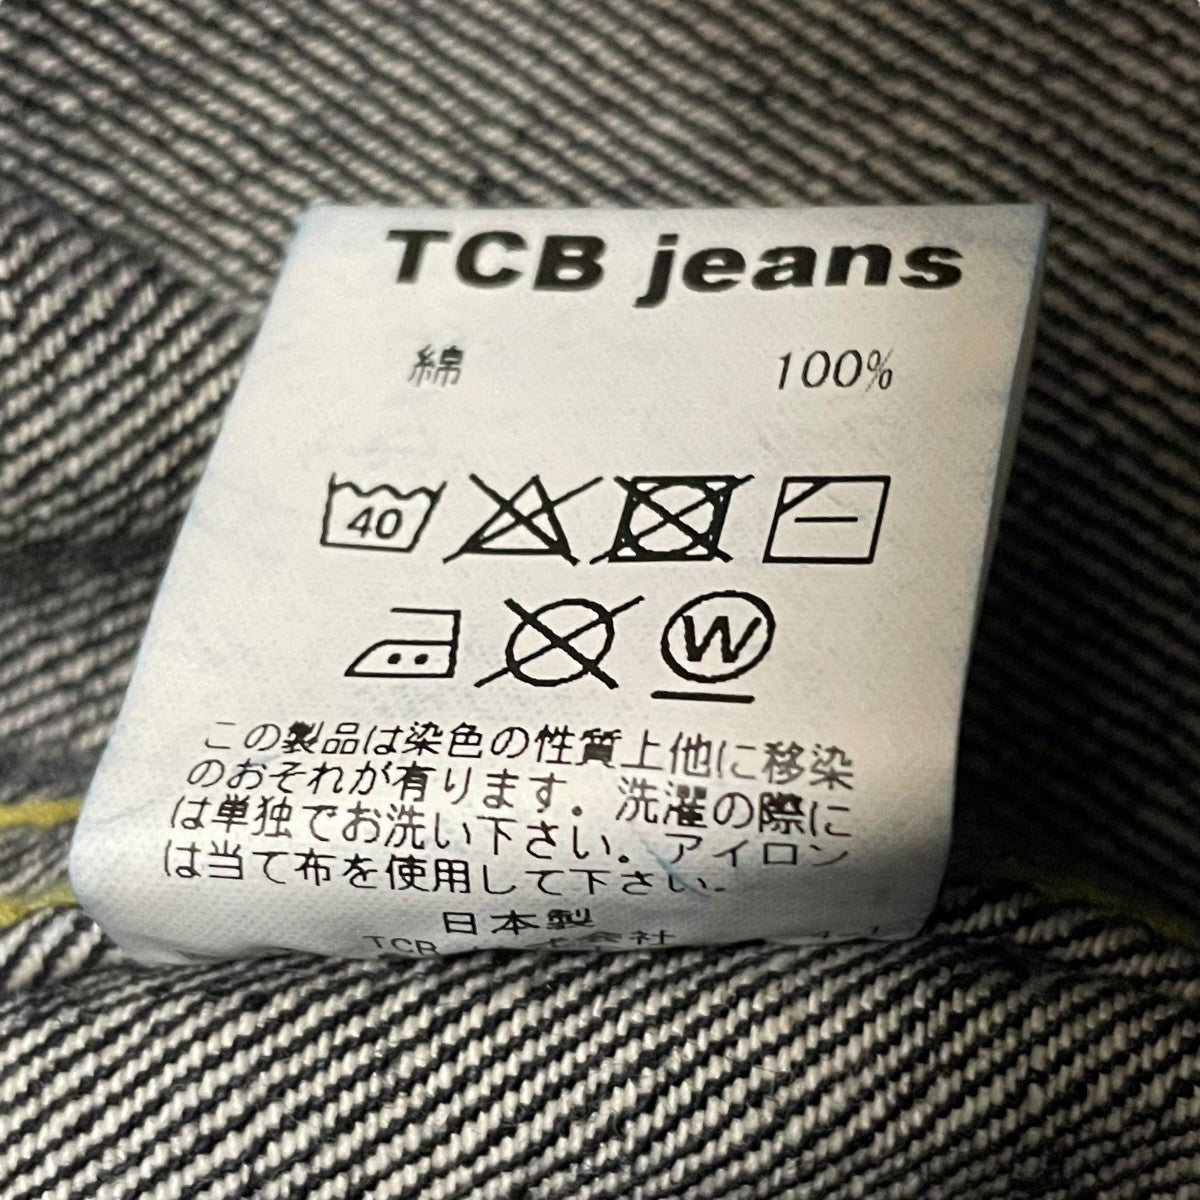 TCB jeans
綿 100%
40
W
この製品は染色の性質上他に移染
のおそれが有ります。洗濯の際に
は単独でお洗い下さい。アイロン
は当て布を使用して下さい。
日本製
TCB